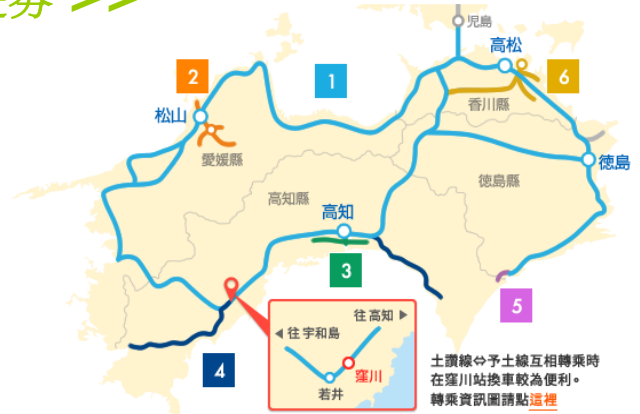 券 >>
児島
高松
2
1
6
松山
香川縣
愛媛縣
徳島
高知縣
徳島縣
高知
3
5
往高知 ▶
◀ 往宇和島
4
窪川
若井
土讚線⇔予土線互相轉乘時
在窪川站換車較為便利。
轉乘資訊圖請點這裡